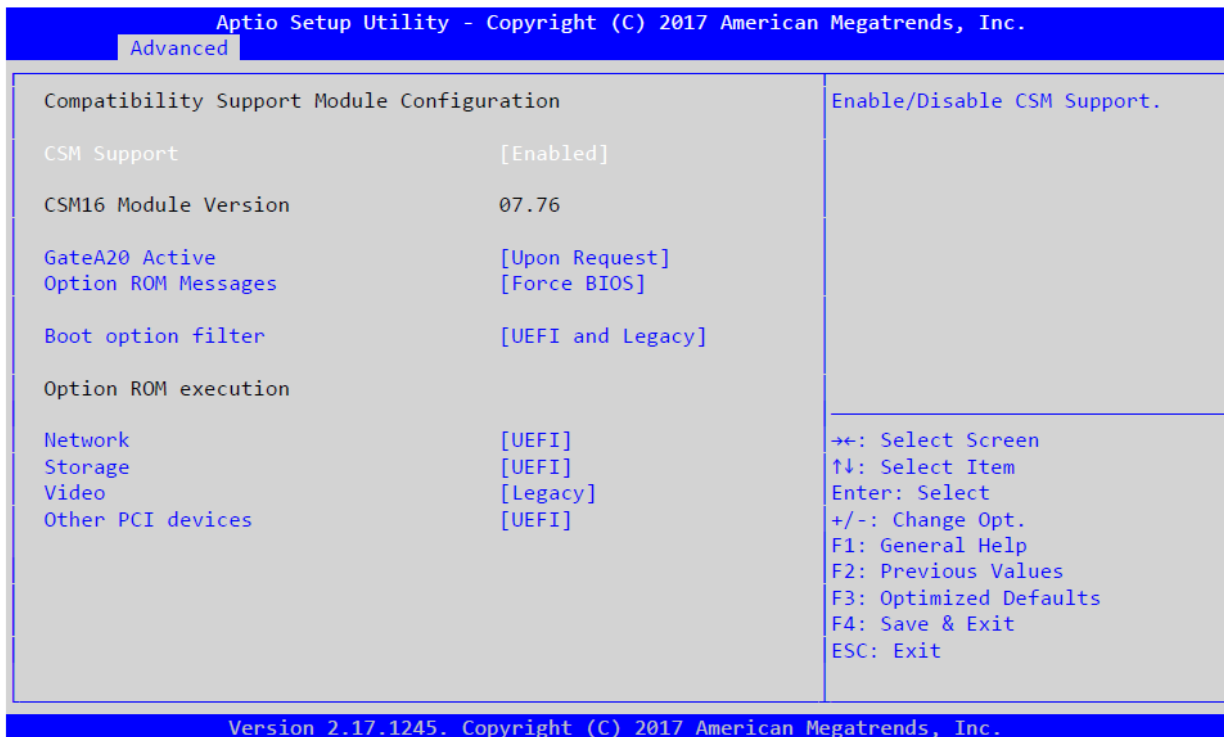 Aptio Setup Utility - Copyright (C) 2017 American Megatrends, Inc.
Advanced
Compatibility Support Module Configuration
CSM Support [Enabled]
CSM16 Module Version 07.76
GateA20 Active [Upon Request]
Option ROM Messages [Force BIOS]
Boot option filter [UEFI and Legacy]
Option ROM execution
Network [UEFI]
Storage [UEFI]
Video [Legacy]
Other PCI devices [UEFI]
Enable/Disable CSM Support.
→←: Select Screen
↑↓: Select Item
Enter: Select
+/-: Change Opt.
F1: General Help
F2: Previous Values
F3: Optimized Defaults
F4: Save & Exit
ESC: Exit
Version 2.17.1245. Copyright (C) 2017 American Megatrends, Inc.